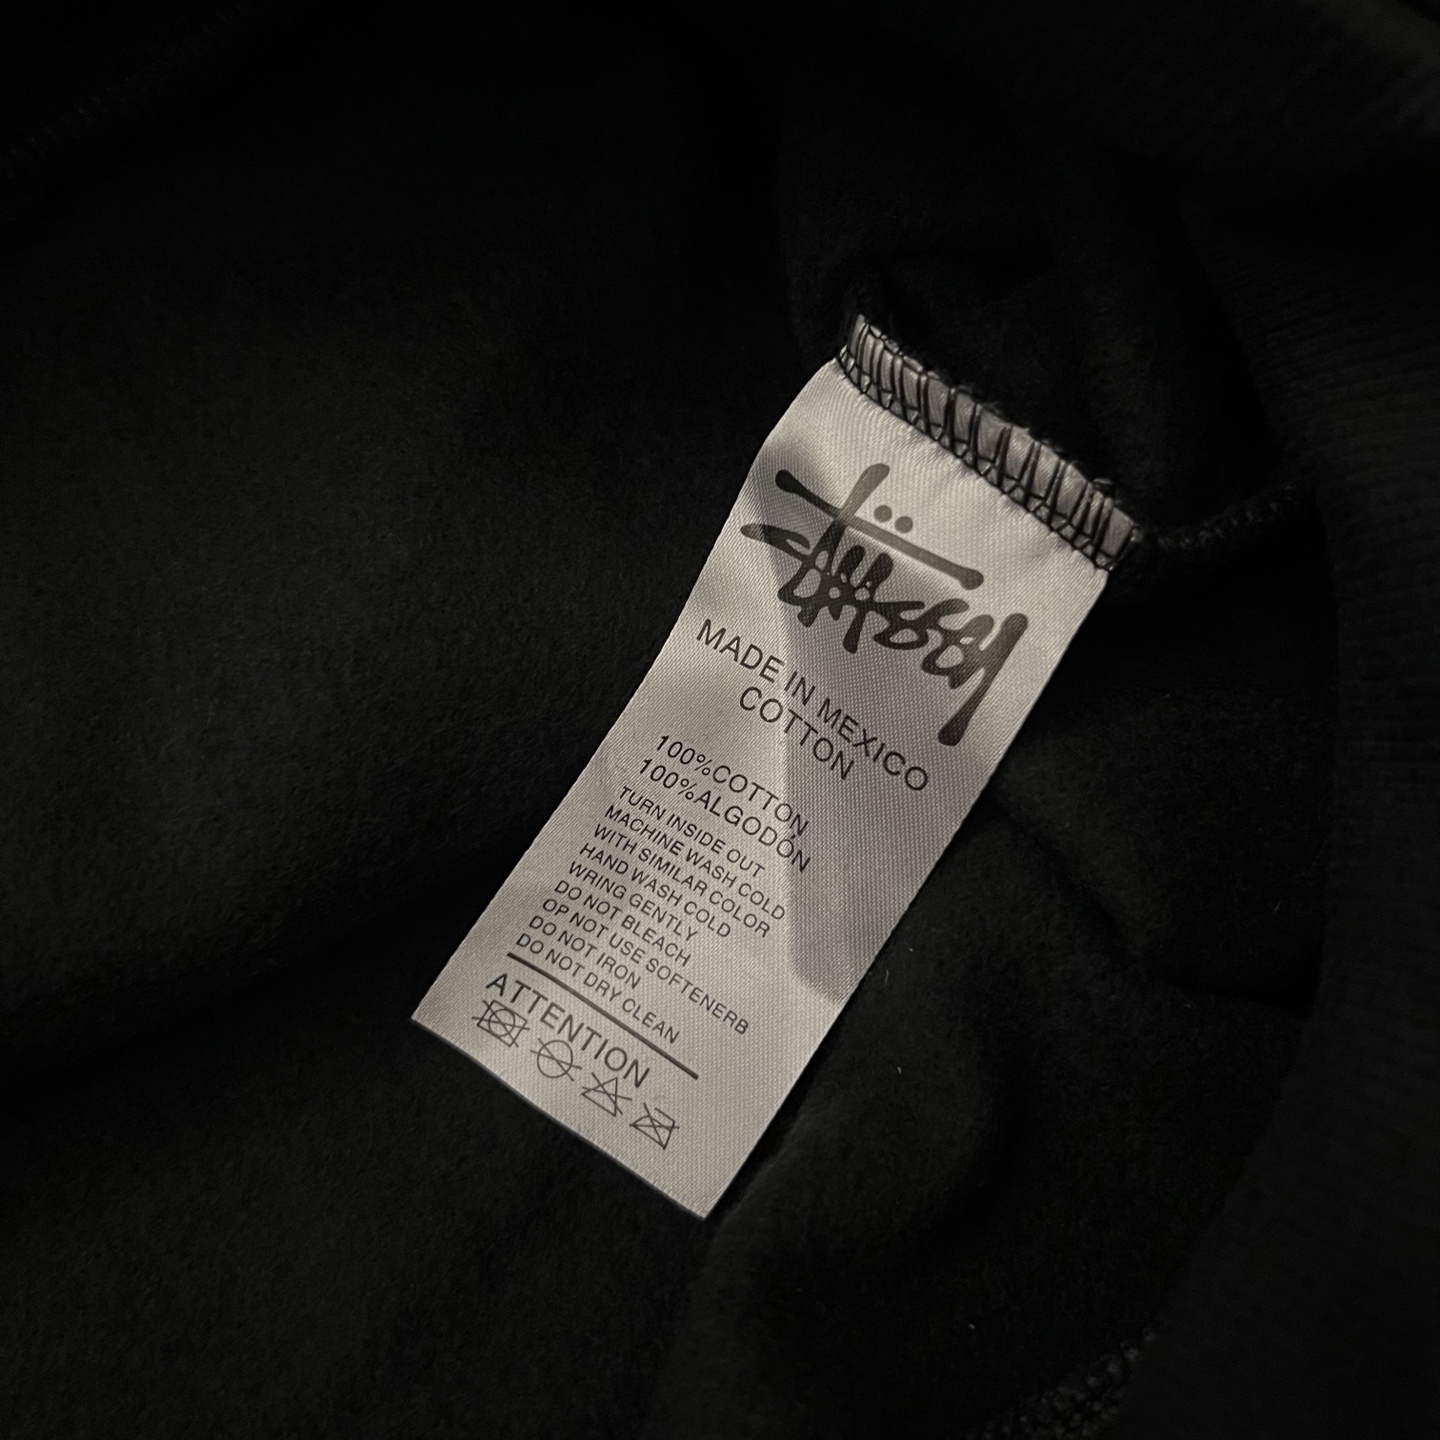 Stüssy
MADE IN MEXICO
COTTON
100%COTTON
100%ALGODÓN
TURN INSIDE OUT
MACHINE WASH COLD
WITH SIMILAR COLOR
HAND WASH COLD
WRING GENTLY
DO NOT BLEACH
OP NOT USE SOFTENERB
DO NOT IRON
DO NOT DRY CLEAN
ATTENTION